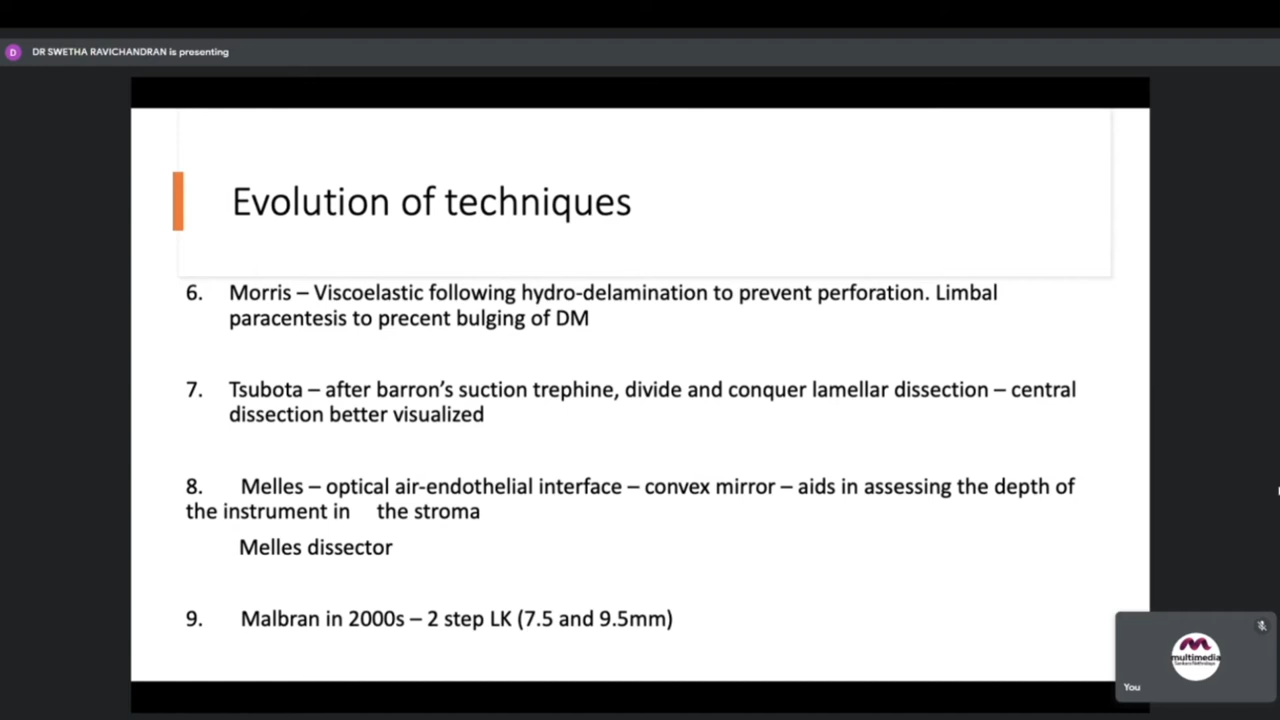 D DR SWETHA RAVICHANDRAN is presenting
Evolution of techniques
6. Morris – Viscoelastic following hydro-delamination to prevent perforation. Limbal
paracentesis to precent bulging of DM
7. Tsubota – after barron’s suction trephine, divide and conquer lamellar dissection – central
dissection better visualized
8. Melles – optical air-endothelial interface – convex mirror – aids in assessing the depth of
the instrument in the stroma
Melles dissector
9. Malbran in 2000s – 2 step LK (7.5 and 9.5mm)
multimedia
You